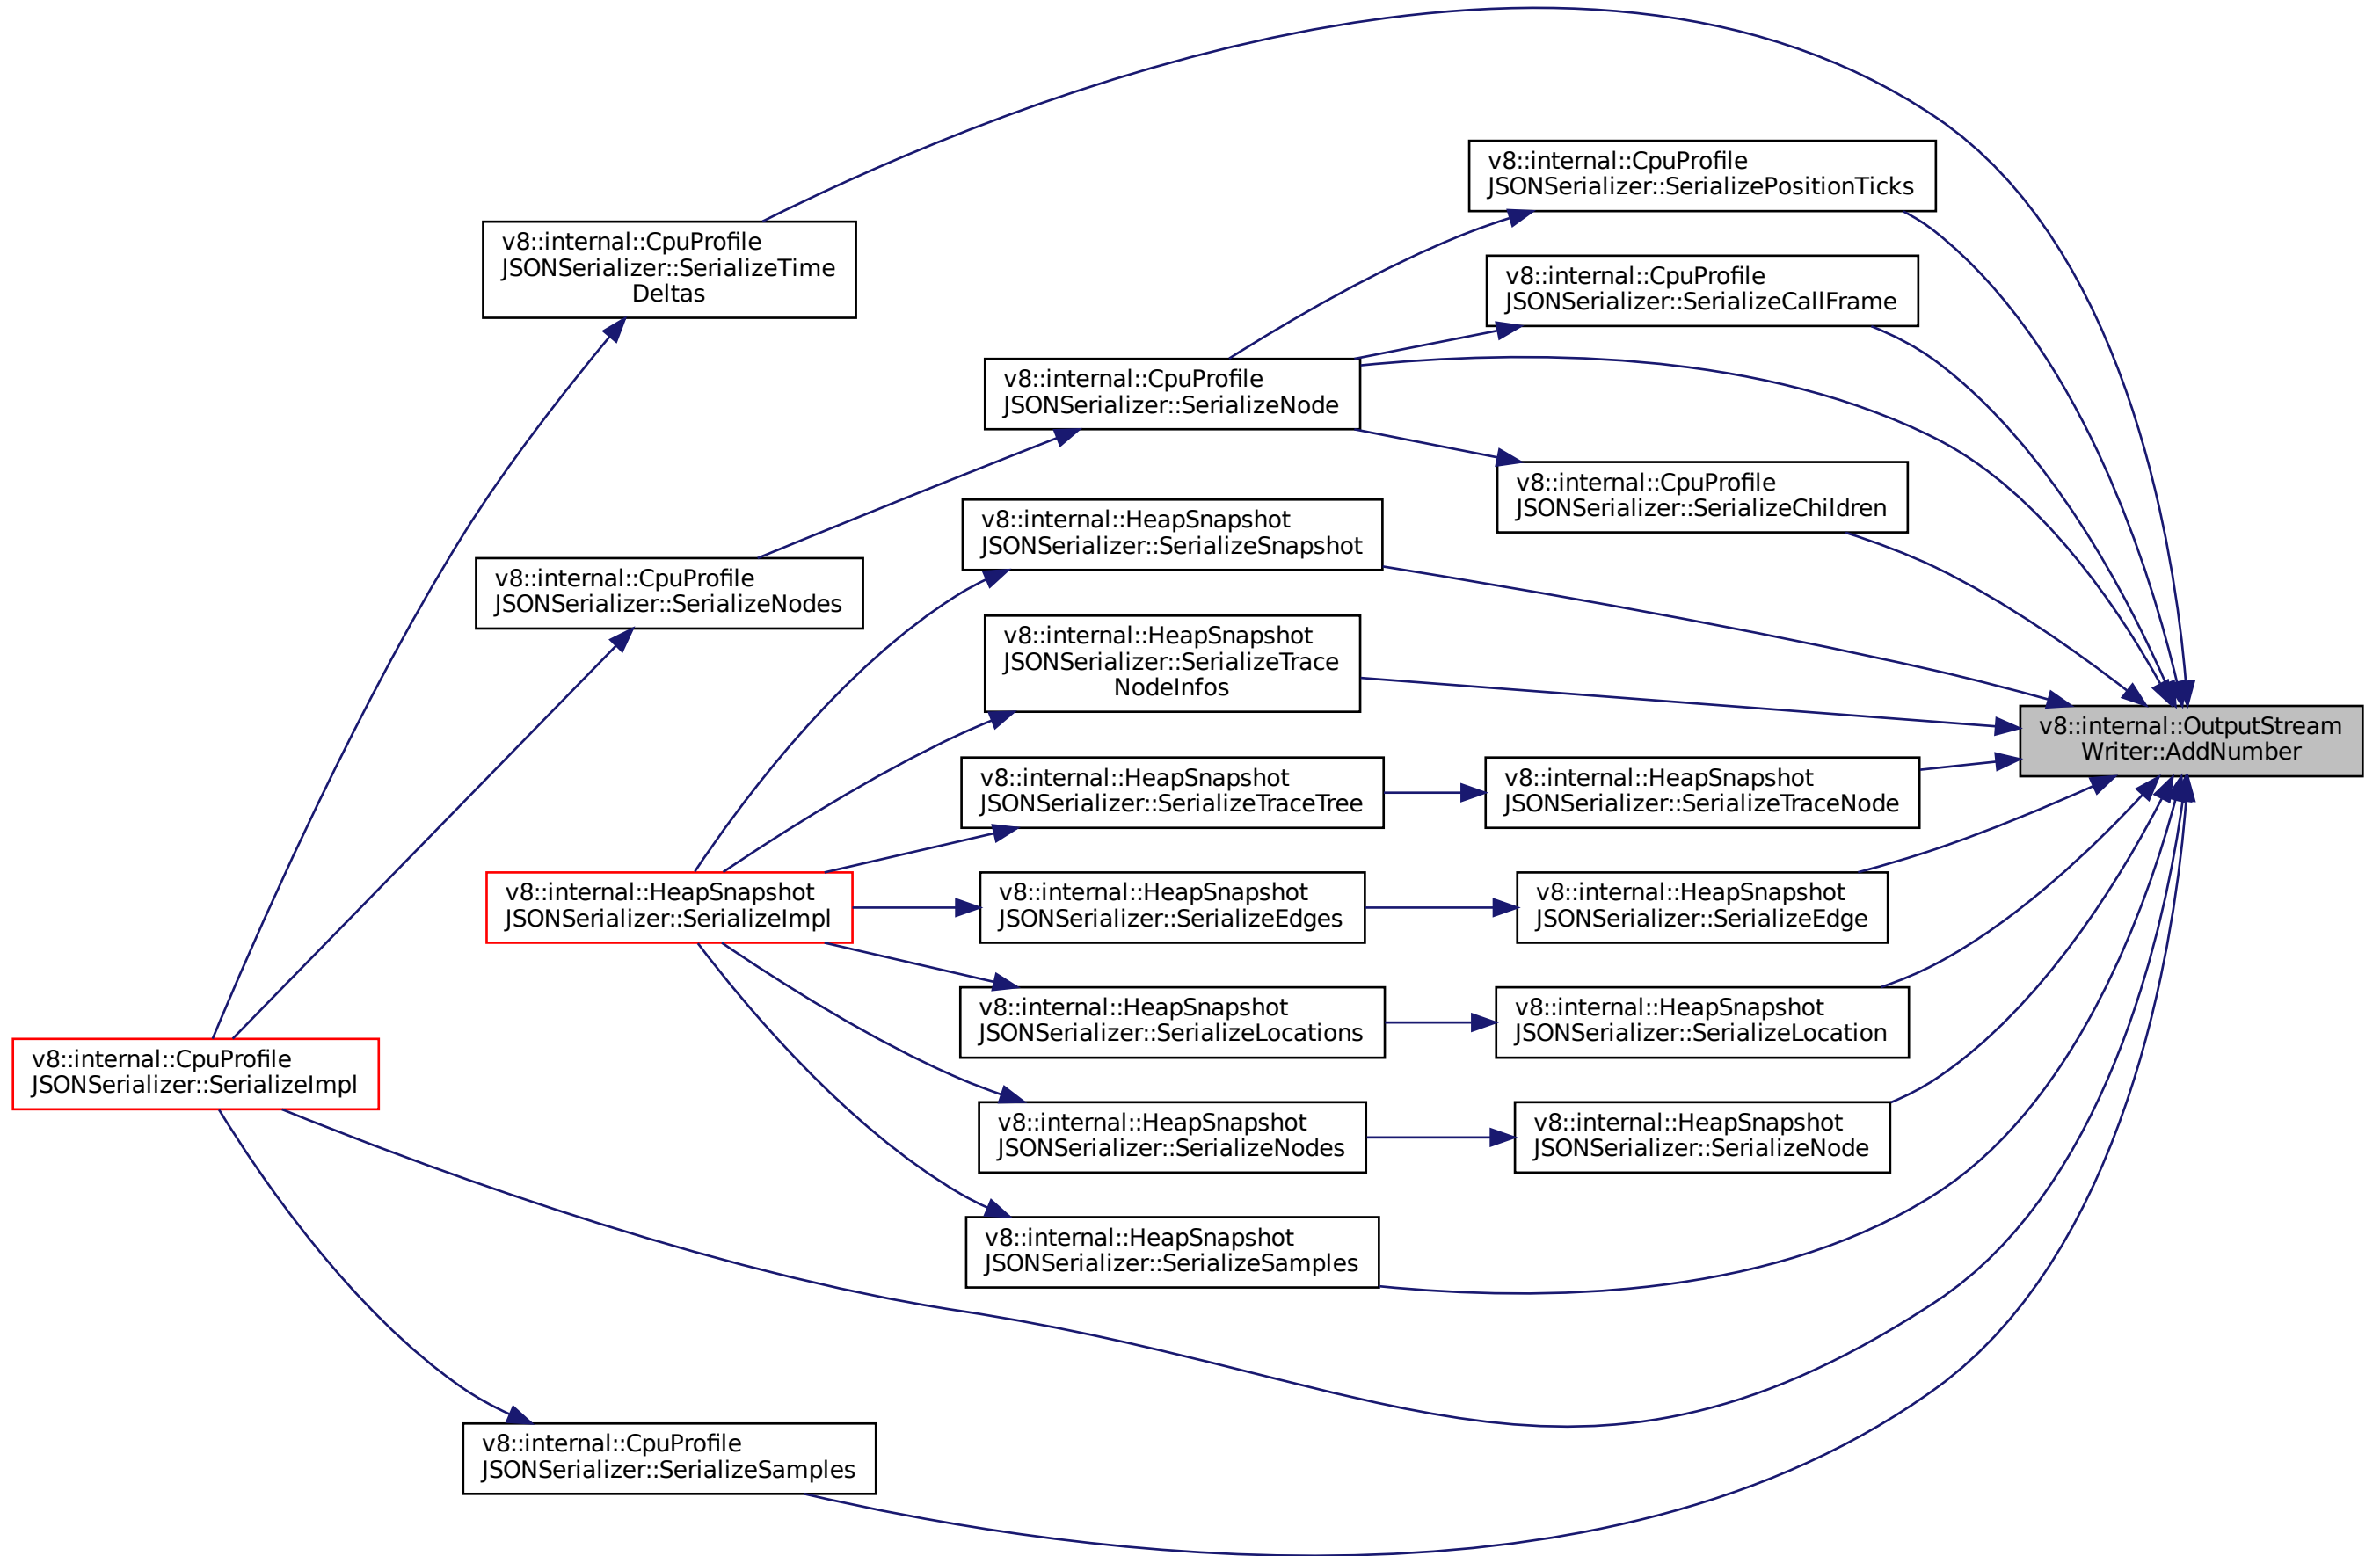 v8::internal::CpuProfile
JSONSerializer::SerializePositionTicks
v8::internal::CpuProfile
JSONSerializer::SerializeTime
Deltas
v8::internal::CpuProfile
JSONSerializer::SerializeCallFrame
v8::internal::CpuProfile
JSONSerializer::SerializeNode
v8::internal::CpuProfile
JSONSerializer::SerializeChildren
v8::internal::HeapSnapshot
JSONSerializer::SerializeSnapshot
v8::internal::CpuProfile
JSONSerializer::SerializeNodes
v8::internal::HeapSnapshot
JSONSerializer::SerializeTrace
NodeInfos
v8::internal::OutputStream
Writer::AddNumber
v8::internal::HeapSnapshot
JSONSerializer::SerializeTraceTree
v8::internal::HeapSnapshot
JSONSerializer::SerializeTraceNode
v8::internal::HeapSnapshot
JSONSerializer::SerializeImpl
v8::internal::HeapSnapshot
JSONSerializer::SerializeEdges
v8::internal::HeapSnapshot
JSONSerializer::SerializeEdge
v8::internal::HeapSnapshot
JSONSerializer::SerializeLocations
v8::internal::HeapSnapshot
JSONSerializer::SerializeLocation
v8::internal::CpuProfile
JSONSerializer::SerializeImpl
v8::internal::HeapSnapshot
JSONSerializer::SerializeNodes
v8::internal::HeapSnapshot
JSONSerializer::SerializeNode
v8::internal::HeapSnapshot
JSONSerializer::SerializeSamples
v8::internal::CpuProfile
JSONSerializer::SerializeSamples